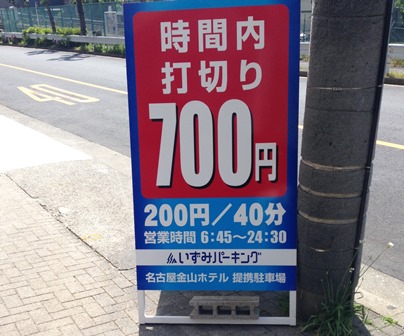 時間内
打切り
700円
200円／40分
営業時間 6:45〜24:30
いずみパーキング
名古屋金山ホテル 提携駐車場
40